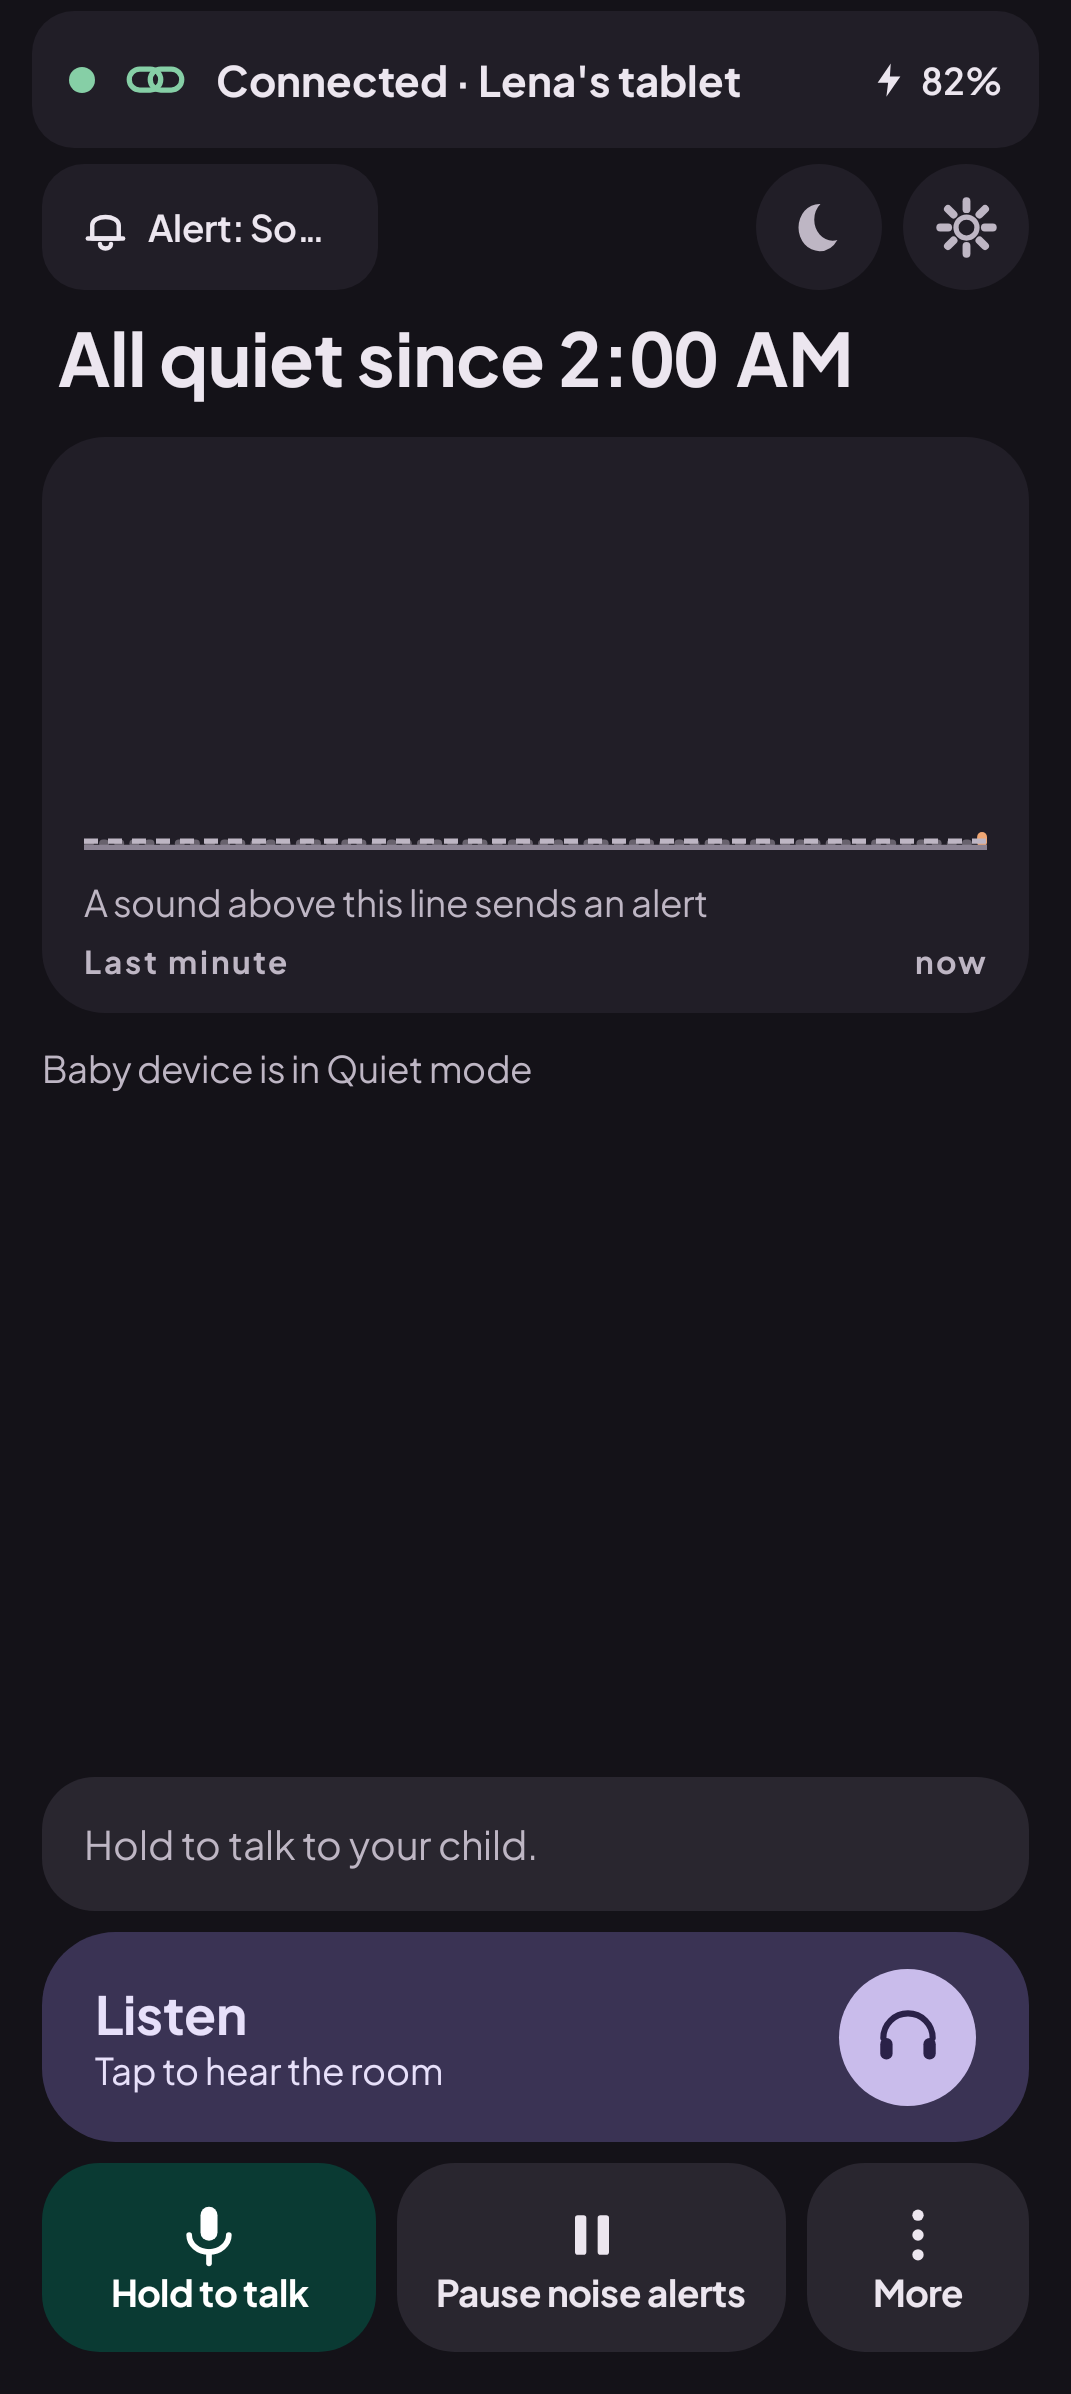 Connected · Lena's tablet
82%
Alert: So...
All quiet since 2:00 AM
A sound above this line sends an alert
Last minute
now
Baby device is in Quiet mode
Hold to talk to your child.
Listen
Tap to hear the room
Hold to talk
Pause noise alerts
More